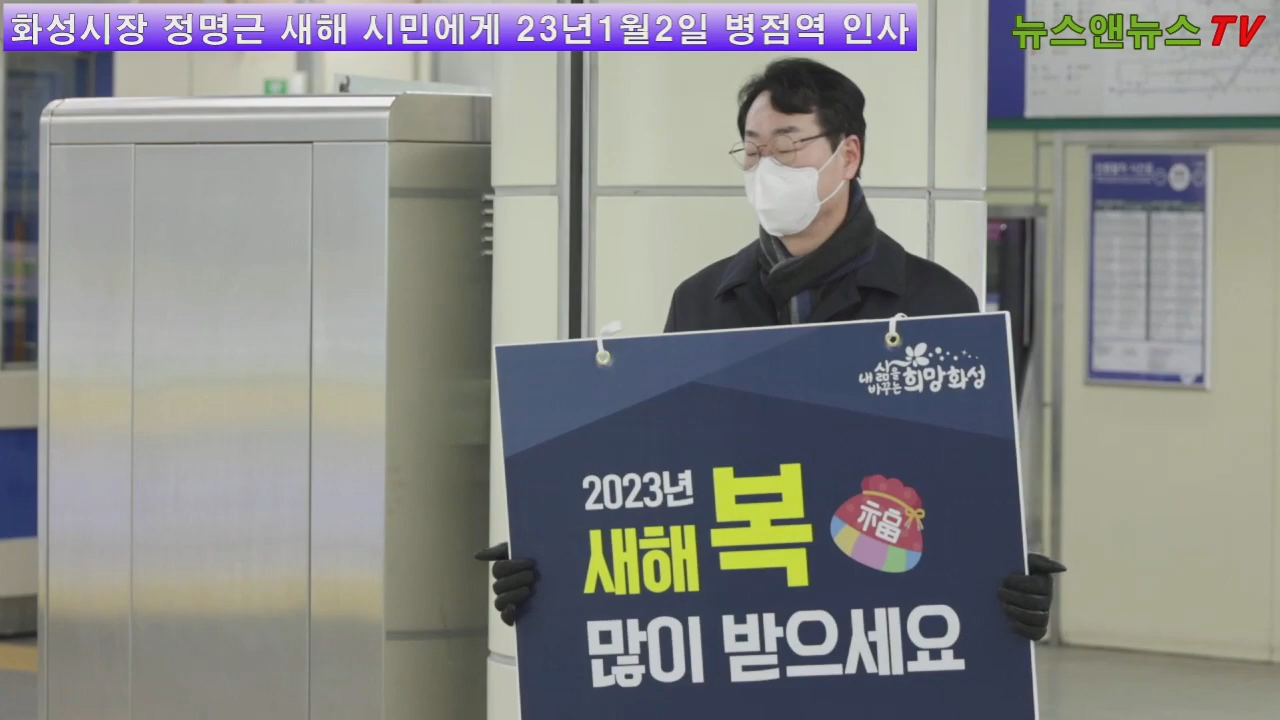 화성시장 정명근 새해 시민에게 23년1월2일 병점역 인사
뉴스앤뉴스TV
내 삶을
바꾸는 희망화성
2023년
새해 복
福
많이 받으세요